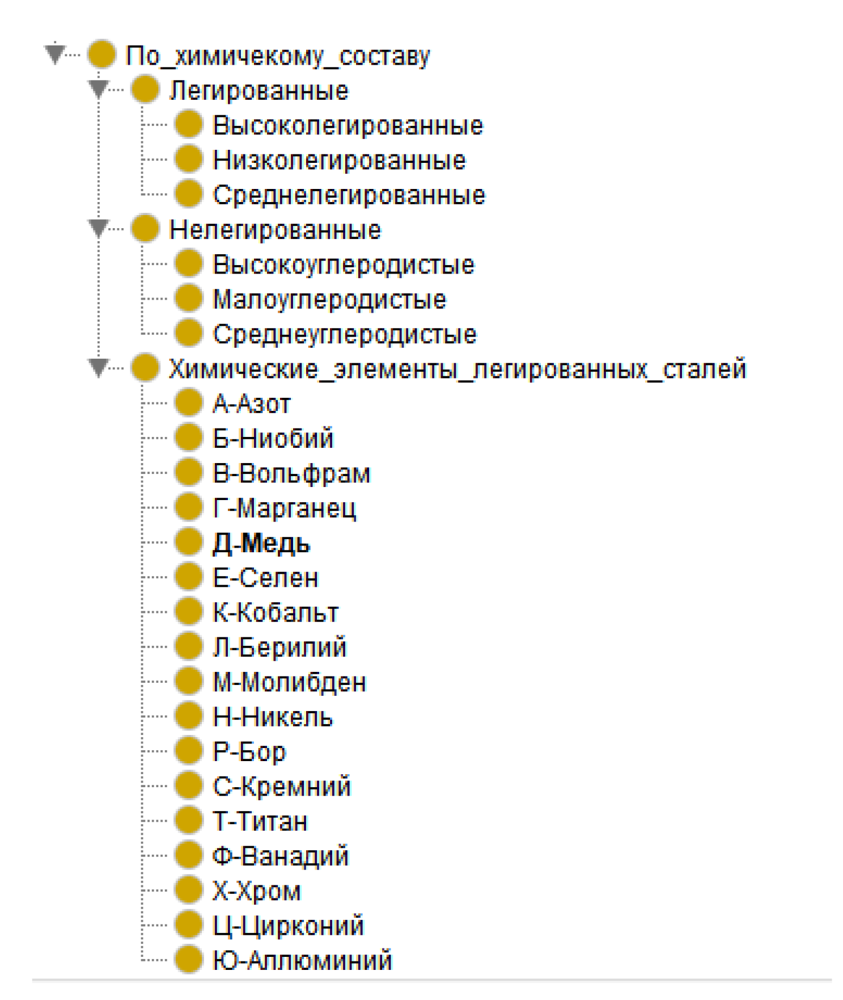 По_химичекому_составу
Легированные
Высоколегированные
Низколегированные
Среднелегированные
Нелегированные
Высокоуглеродистые
Малоуглеродистые
Среднеуглеродистые
Химические_элементы_легированных_сталей
А-Азот
Б-Ниобий
В-Вольфрам
Г-Марганец
Д-Медь
Е-Селен
К-Кобальт
Л-Берилий
М-Молибден
Н-Никель
Р-Бор
С-Кремний
Т-Титан
Ф-Ванадий
Х-Хром
Ц-Цирконий
Ю-Аллюминий